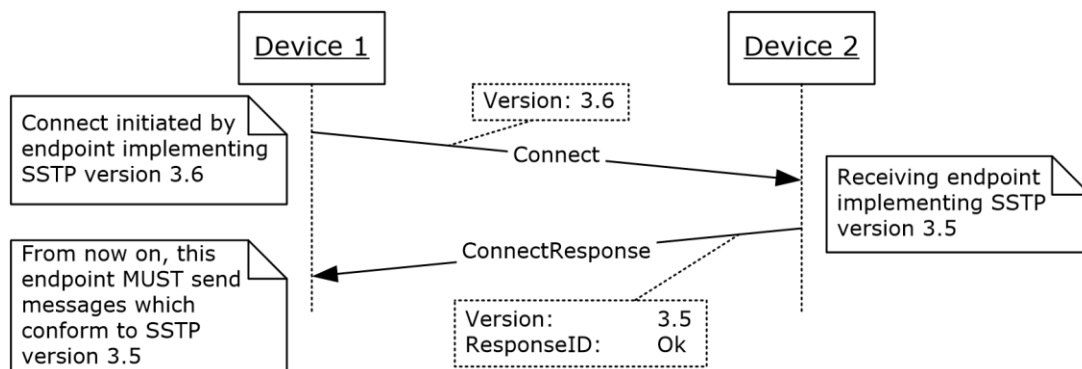 Device 1
Device 2
Version: 3.6
Connect initiated by
endpoint implementing
SSTP version 3.6
Connect
Receiving endpoint
implementing SSTP
version 3.5
From now on, this
endpoint MUST send
messages which
conform to SSTP
version 3.5
ConnectResponse
Version: 3.5
ResponseID: Ok